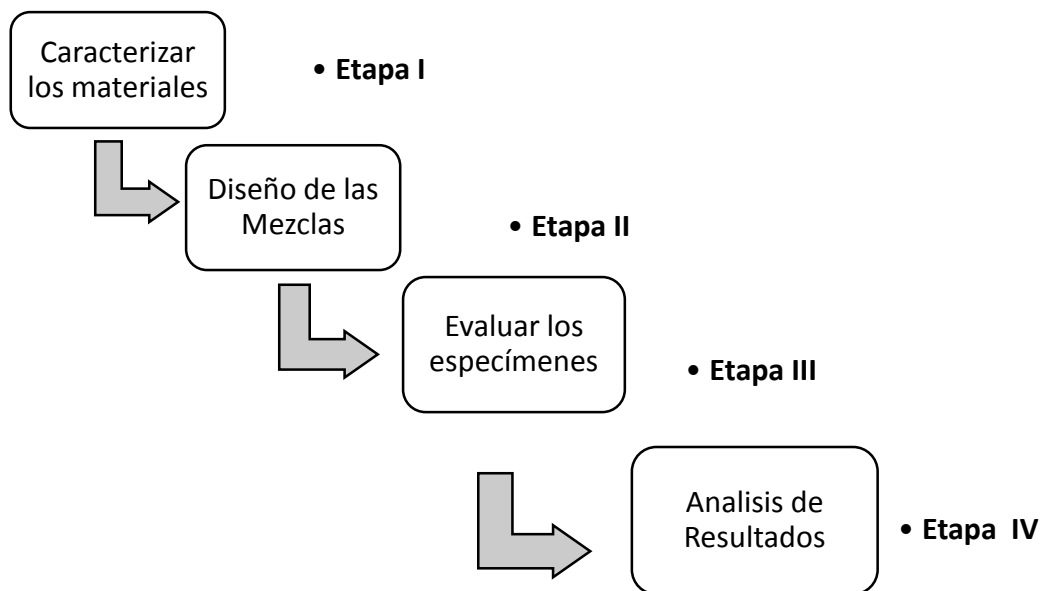 Caracterizar
los materiales
• Etapa I
Diseño de las
Mezclas
• Etapa II
Evaluar los
especímenes
• Etapa III
Analisis de
Resultados
• Etapa IV